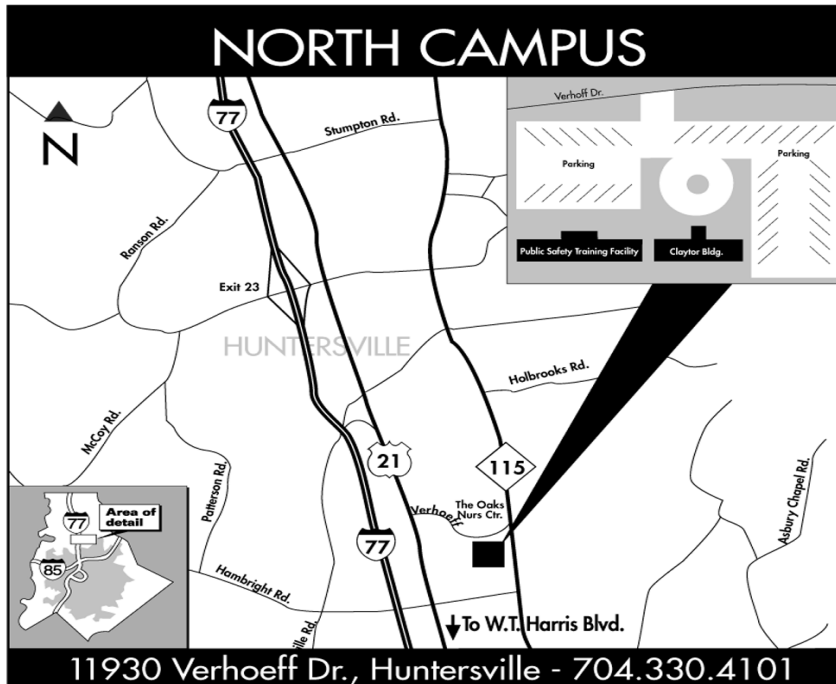 NORTH CAMPUS
77
Stumpton Rd.
N
Ranson Rd.
Exit 23
HUNTERSVILLE
Verhoff Dr.
Parking
Parking
Public Safety Training Facility
Claytor Bldg.
Holbrooks Rd.
McCoy Rd.
Patterson Rd.
21
115
The Oaks
Nurs Ctr.
Verhoeff
Asbury Chapel Rd.
77
Area of
detail
77
85
Hambright Rd.
ille Rd.
To W.T. Harris Blvd.
11930 Verhoeff Dr., Huntersville - 704.330.4101